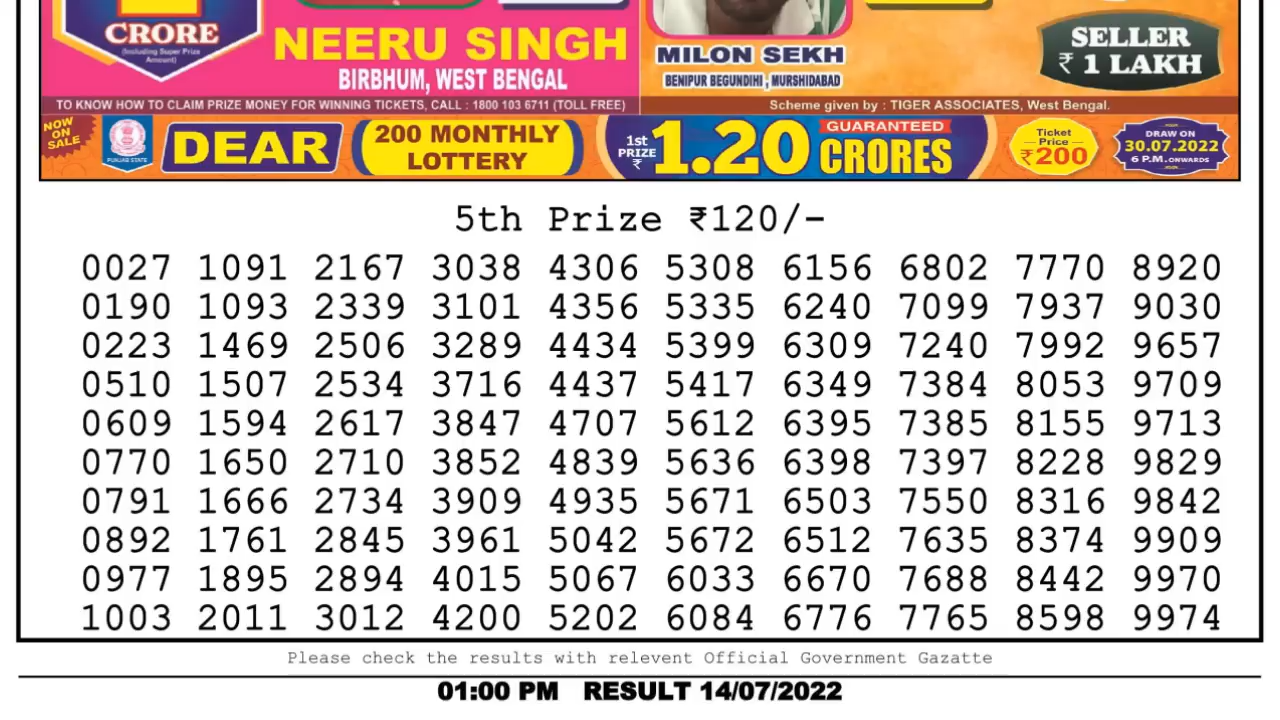 CRORE
(Including Super Prize
Amount)
NEERU SINGH
BIRBHUM, WEST BENGAL
MILON SEKH
BENIPUR BEGUNDIHI , MURSHIDABAD
SELLER
₹ 1 LAKH
TO KNOW HOW TO CLAIM PRIZE MONEY FOR WINNING TICKETS, CALL : 1800 103 6711 (TOLL FREE)
Scheme given by : TIGER ASSOCIATES, West Bengal.
NOW
ON
SALE
PUNJAB STATE
DEAR
200 MONTHLY
LOTTERY
1st
PRIZE
₹
1.20
GUARANTEED
CRORES
Ticket
Price
₹200
DRAW ON
30.07.2022
6 P.M. ONWARDS
5th Prize ₹120/-
0027 1091 2167 3038 4306 5308 6156 6802 7770 8920
0190 1093 2339 3101 4356 5335 6240 7099 7937 9030
0223 1469 2506 3289 4434 5399 6309 7240 7992 9657
0510 1507 2534 3716 4437 5417 6349 7384 8053 9709
0609 1594 2617 3847 4707 5612 6395 7385 8155 9713
0770 1650 2710 3852 4839 5636 6398 7397 8228 9829
0791 1666 2734 3909 4935 5671 6503 7550 8316 9842
0892 1761 2845 3961 5042 5672 6512 7635 8374 9909
0977 1895 2894 4015 5067 6033 6670 7688 8442 9970
1003 2011 3012 4200 5202 6084 6776 7765 8598 9974
Please check the results with relevent Official Government Gazatte
01:00 PM RESULT 14/07/2022